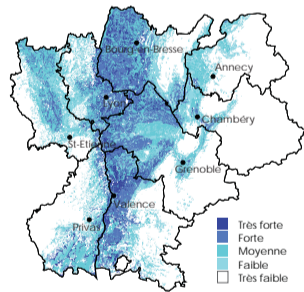 Bourg-en-Bresse
Annecy
Lyon
Chambéry
St-Etienne
Grenoble
Valence
Privas
Très forte
Forte
Moyenne
Faible
Très faible